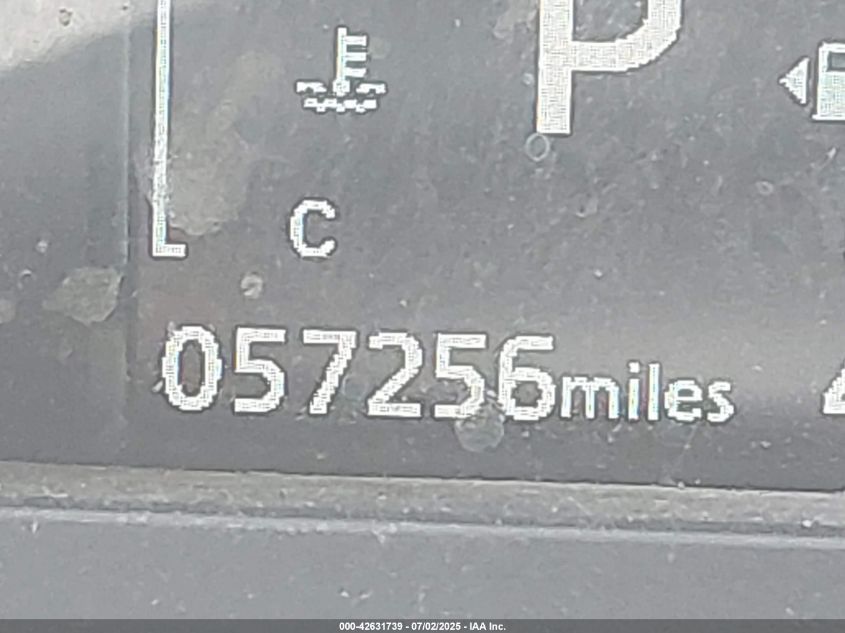 P
L C
057256miles
000-42631739 - 07/02/2025 - IAA Inc.